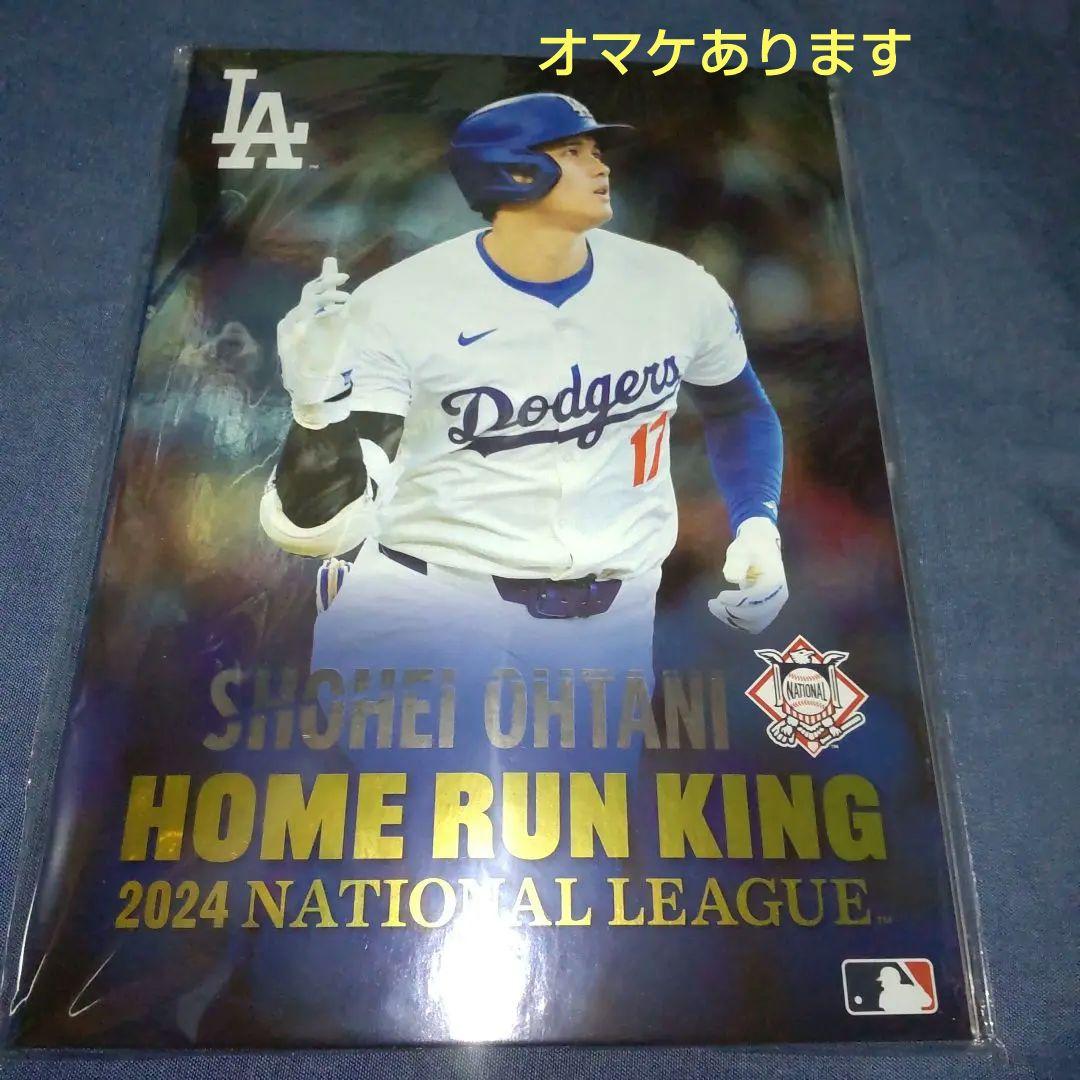 オマケあります
LA
Dodgers
17
SHOHEI OHTANI
NATIONAL
HOME RUN KING
2024 NATIONAL LEAGUE